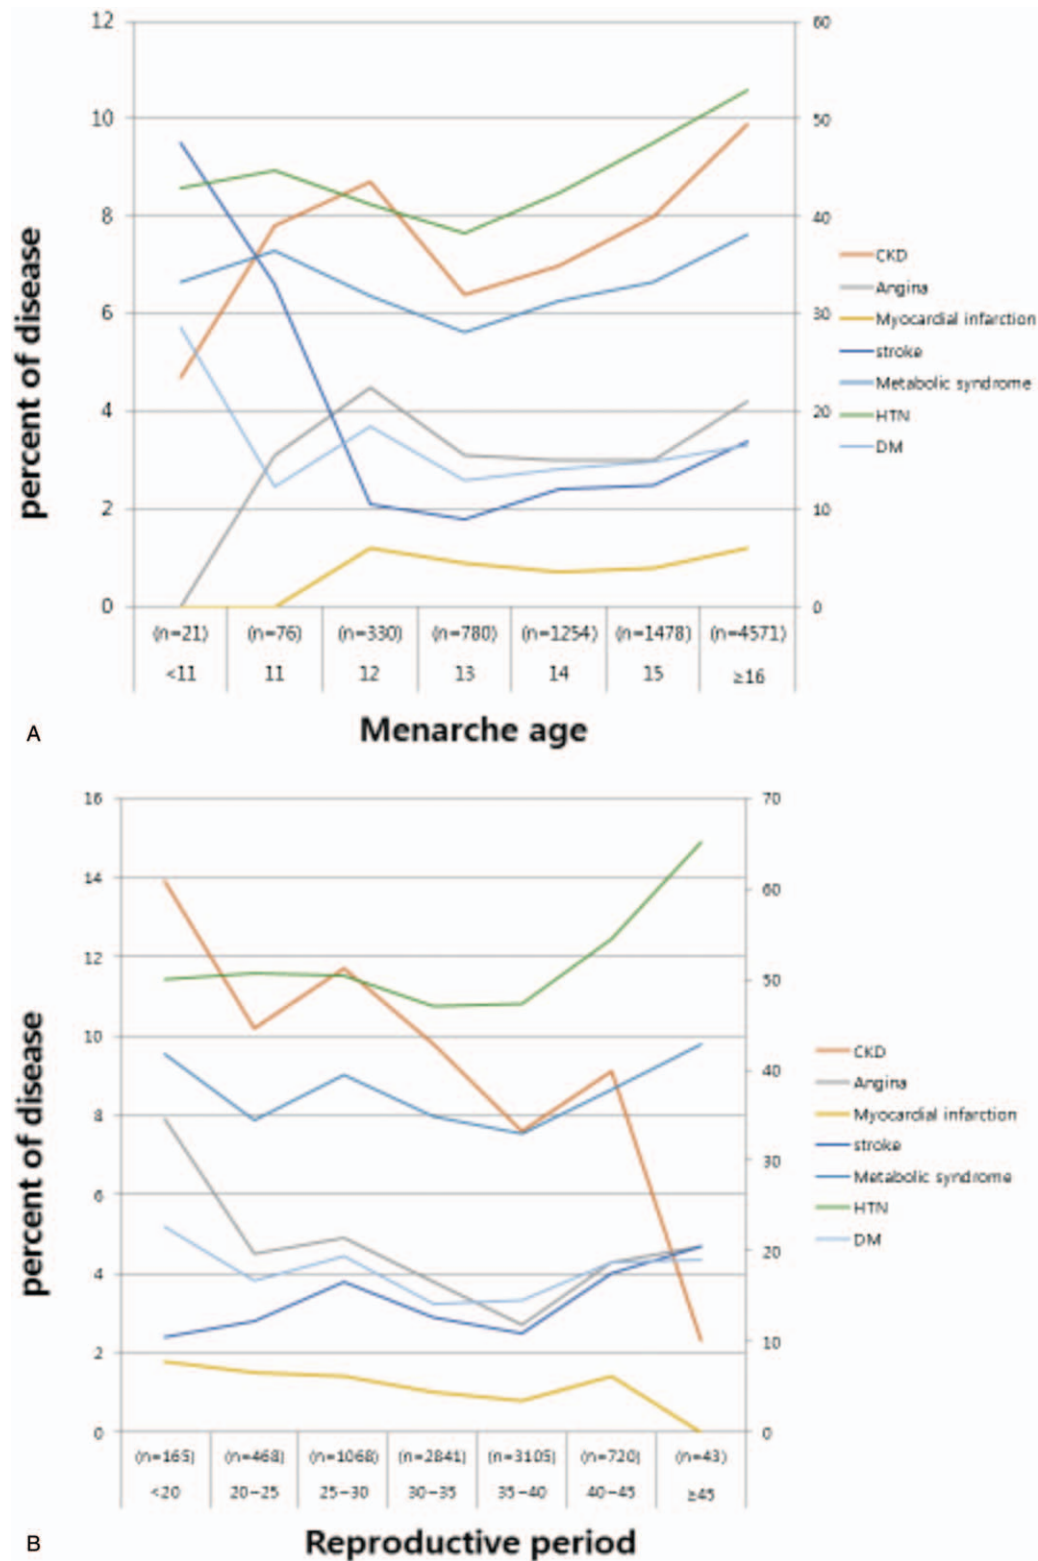 12
10
8
6
4
2
0
60
50
40
30
20
10
0
percent of disease
CKD
Angina
Myocardial infarction
stroke
Metabolic syndrome
HTN
DM
(n=21) (n=76) (n=330) (n=780) (n=1254) (n=1478) (n=4571)
<11 11 12 13 14 15 ≥16
A
Menarche age
16
14
12
10
8
6
4
2
0
70
60
50
40
30
20
10
0
percent of disease
CKD
Angina
Myocardial infarction
stroke
Metabolic syndrome
HTN
DM
(n=165) (n=468) (n=1068) (n=2841) (n=3105) (n=720) (n=43)
<20 20−25 25−30 30−35 35−40 40−45 ≥45
B
Reproductive period